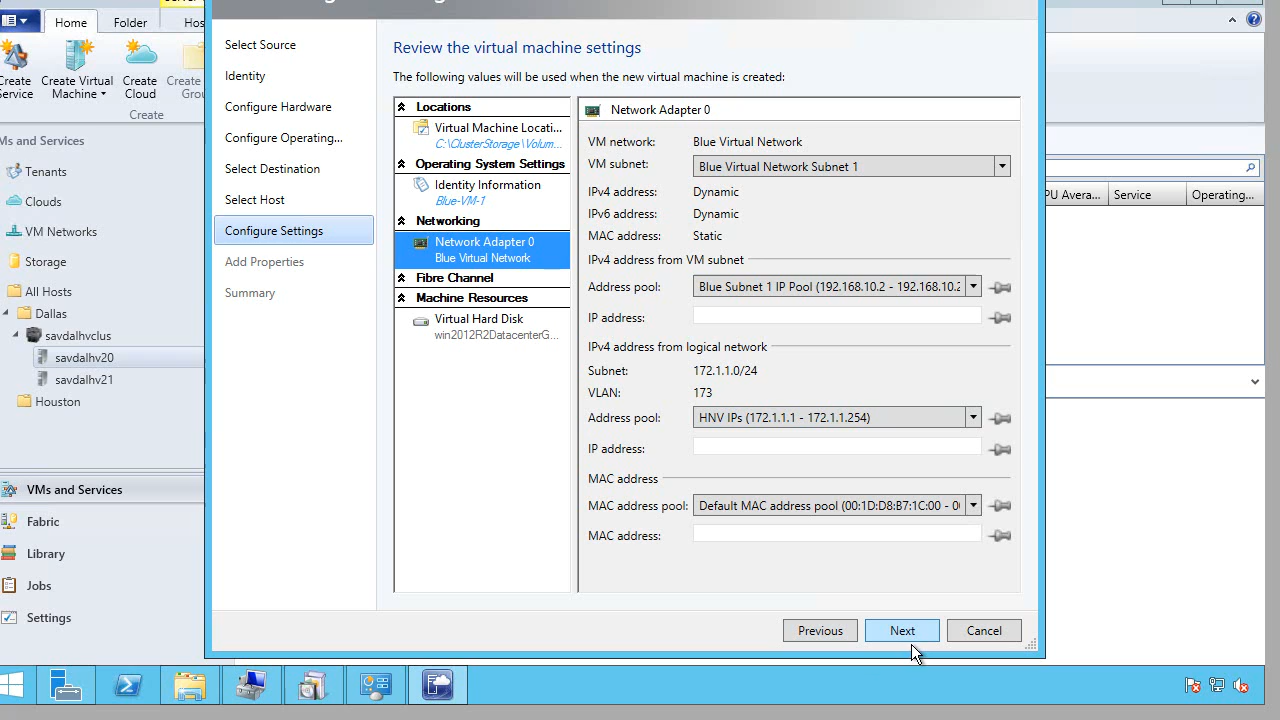 Home
Folder
Create Virtual
Machine
Create
Cloud
Create
VMs and Services
Tenants
Clouds
VM Networks
Storage
All Hosts
Dallas
savdalhvclus
savdalhv20
savdalhv21
Houston
VMs and Services
Fabric
Library
Jobs
Settings
Select Source
Identity
Configure Hardware
Configure Operating...
Select Destination
Select Host
Configure Settings
Add Properties
Summary
Review the virtual machine settings
The following values will be used when the new virtual machine is created:
Locations
Virtual Machine Locati...
C:\ClusterStorage\Volum...
Operating System Settings
Identity Information
Blue-VM-1
Networking
Network Adapter 0
Blue Virtual Network
Fibre Channel
Machine Resources
Virtual Hard Disk
win2012R2DatacenterG...
Network Adapter 0
VM network: Blue Virtual Network
VM subnet: Blue Virtual Network Subnet 1
IPv4 address: Dynamic
IPv6 address: Dynamic
MAC address: Static
IPv4 address from VM subnet
Address pool: Blue Subnet 1 IP Pool (192.168.10.2 - 192.168.10.2
IP address:
IPv4 address from logical network
Subnet: 172.1.1.0/24
VLAN: 173
Address pool: HNV IPs (172.1.1.1 - 172.1.1.254)
IP address:
MAC address
MAC address pool: Default MAC address pool (00:1D:D8:B7:1C:00 - 0
MAC address:
Previous
Next
Cancel
PU Avera...
Service
Operating...